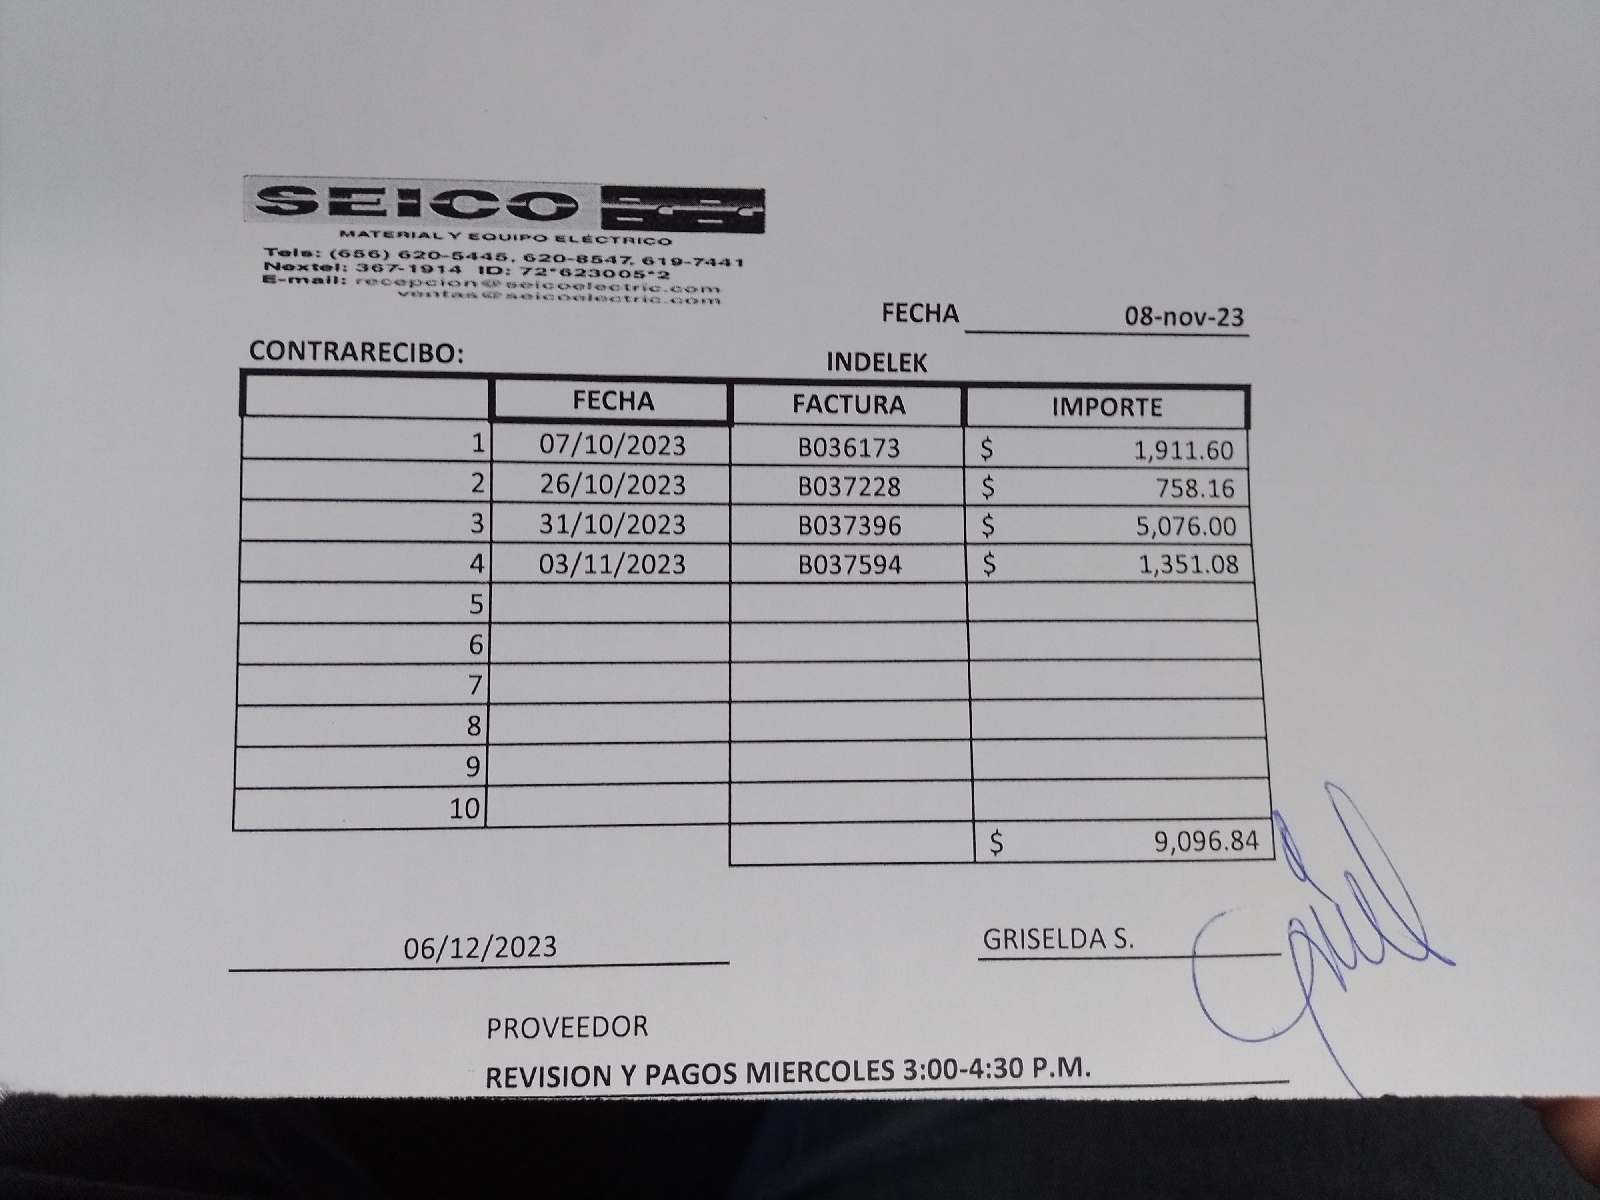 SEICO
MATERIAL Y EQUIPO ELÉCTRICO
Tels: (656) 620-5445, 620-8547, 619-7441
Nextel: 367-1914 ID: 72*623005*2
E-mail: recepcion@seicoelectric.com
ventas@seicoelectric.com
FECHA 08-nov-23
CONTRARECIBO: INDELEK
FECHA FACTURA IMPORTE
1 07/10/2023 B036173 $ 1,911.60
2 26/10/2023 B037228 $ 758.16
3 31/10/2023 B037396 $ 5,076.00
4 03/11/2023 B037594 $ 1,351.08
5
6
7
8
9
10
$ 9,096.84
06/12/2023 GRISELDA S.
PROVEEDOR
REVISION Y PAGOS MIERCOLES 3:00-4:30 P.M.